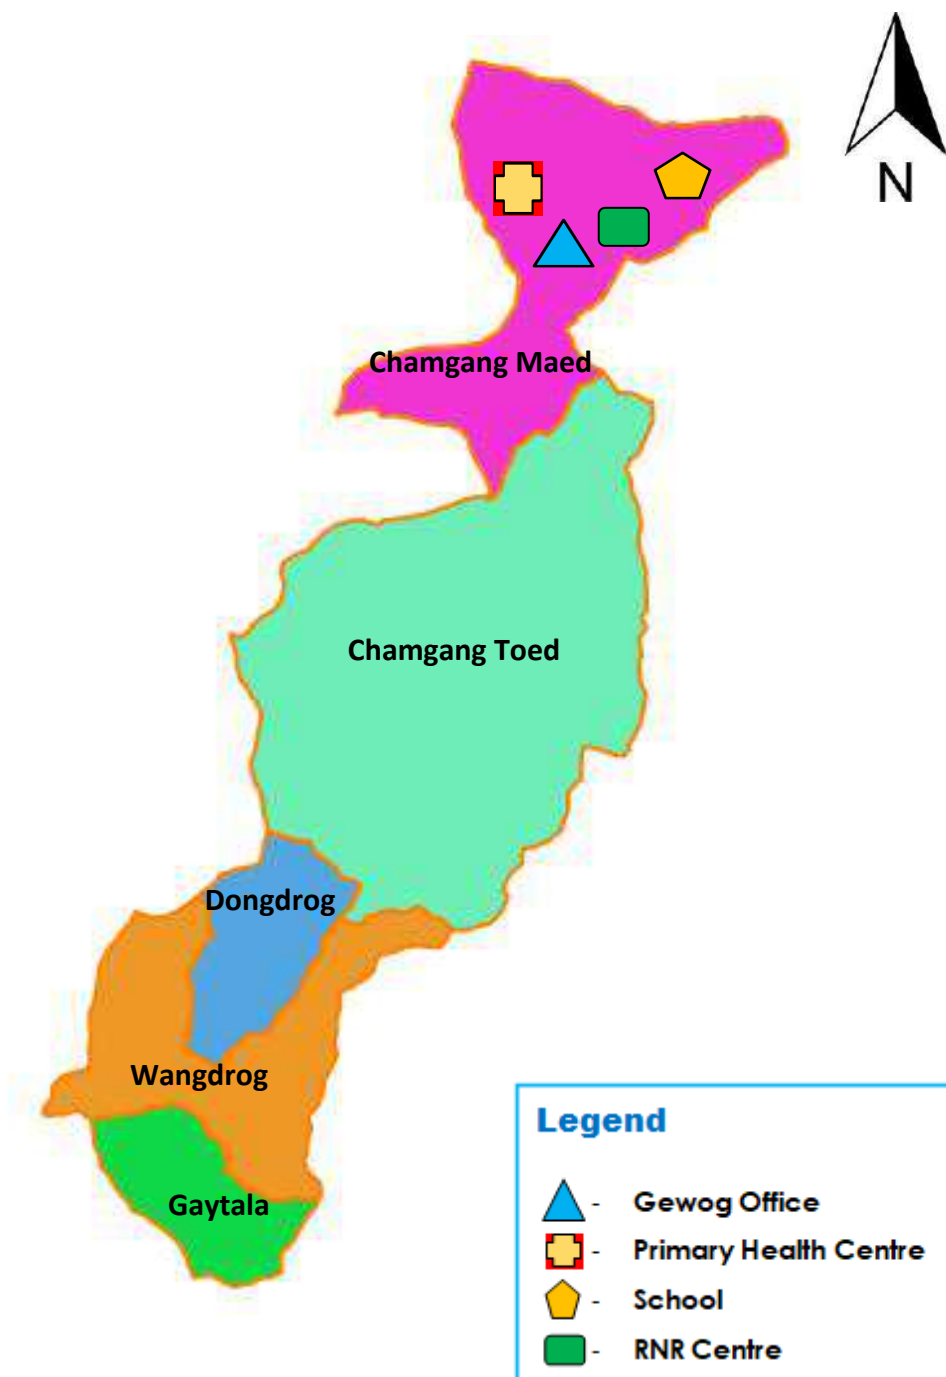 N
Chamgang Maed
Chamgang Toed
Dongdrog
Wangdrog
Gaytala
Legend
- Gewog Office
- Primary Health Centre
- School
- RNR Centre